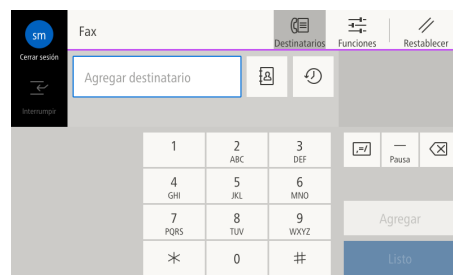 sm
Cerrar sesión
Interrumpir
Fax
Destinatarios
Funciones
Restablecer
Agregar destinatario
1
2
ABC
3
DEF
4
GHI
5
JKL
6
MNO
7
PQRS
8
TUV
9
WXYZ
*
0
#
.=/
Pausa
Agregar
Listo